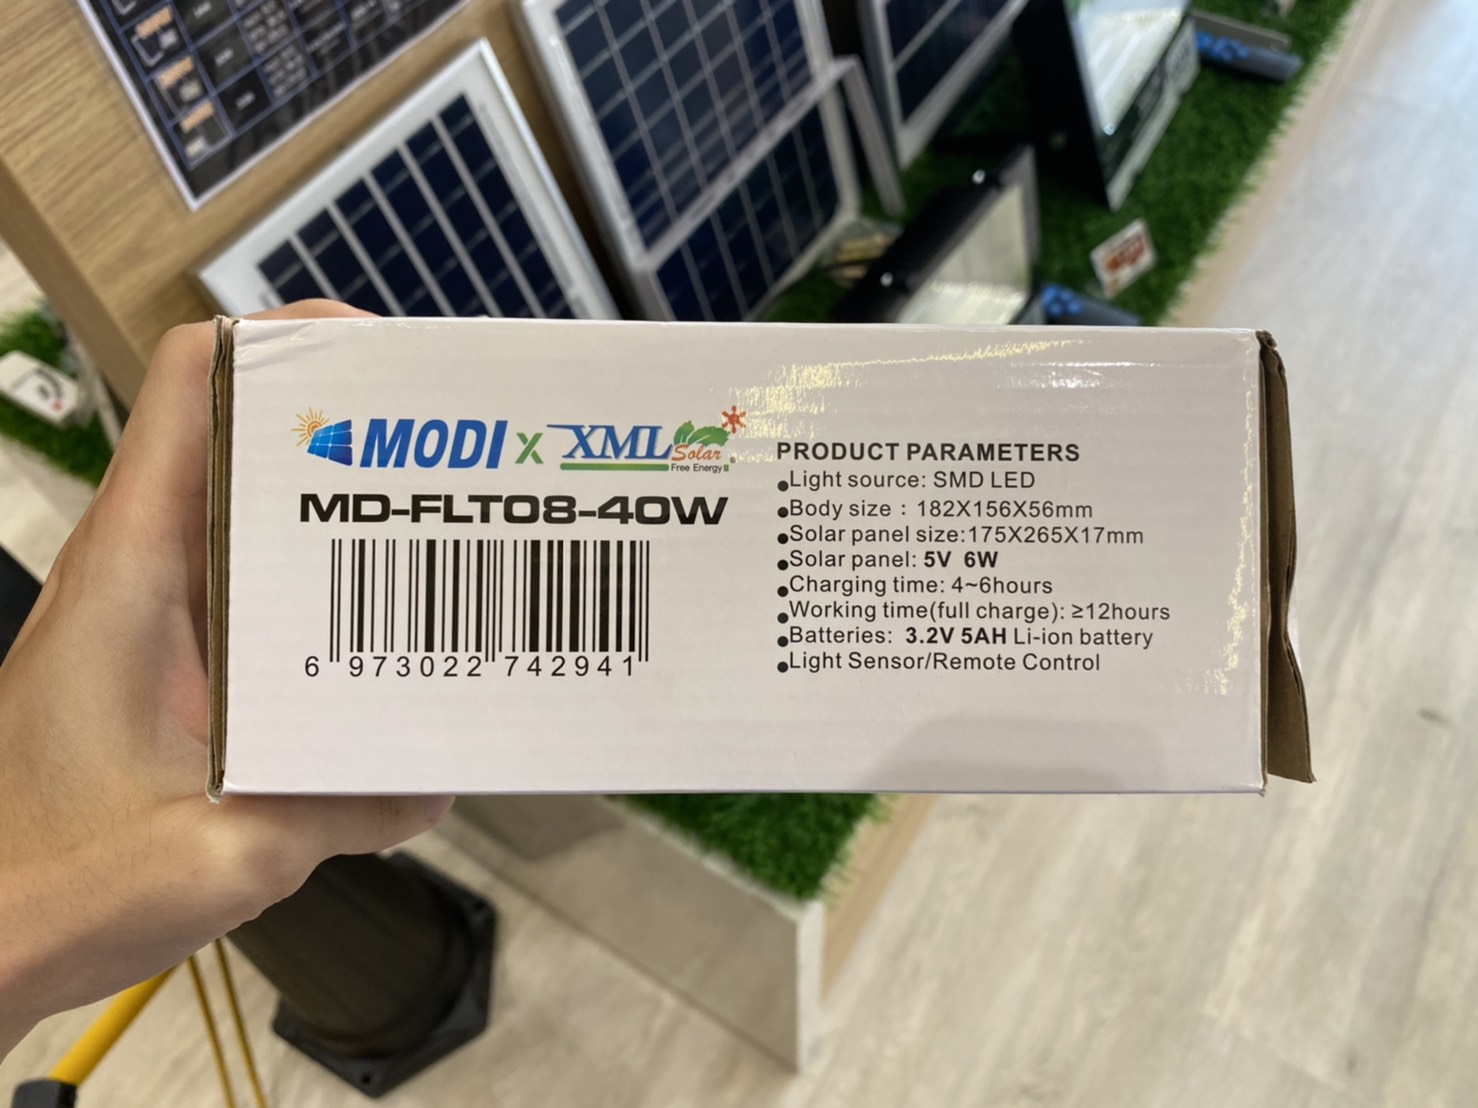 MODI X XML Solar
Free Energy
MD-FLT08-40W
6 973022 742941
PRODUCT PARAMETERS
●Light source: SMD LED
●Body size : 182X156X56mm
●Solar panel size:175X265X17mm
●Solar panel: 5V 6W
●Charging time: 4~6hours
●Working time(full charge): ≥12hours
●Batteries: 3.2V 5AH Li-ion battery
●Light Sensor/Remote Control